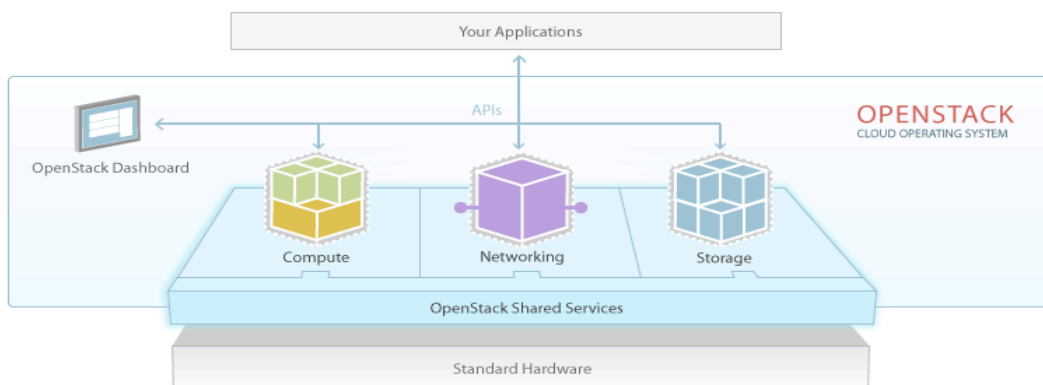 Your Applications
APIs
OPENSTACK
CLOUD OPERATING SYSTEM
OpenStack Dashboard
Compute
Networking
Storage
OpenStack Shared Services
Standard Hardware